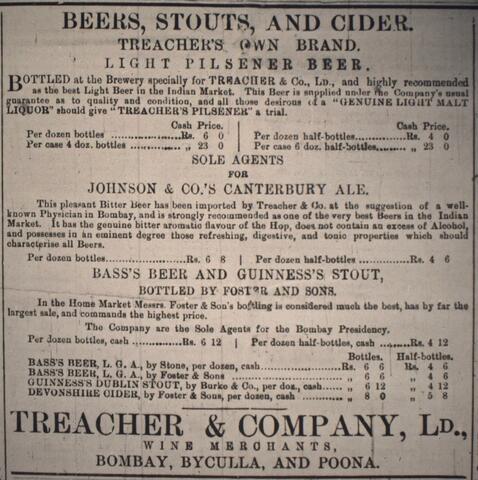 BEERS, STOUTS, AND CIDER.
TREACHER'S OWN BRAND.
LIGHT PILSENER BEER.
BOTTLED at the Brewery specially for TREACHER & Co., LD., and highly recommended
as the best Light Beer in the Indian Market. This Beer is supplied under the Company's usual
guarantee as to quality and condition, and all those desirous of a "GENUINE LIGHT MALT
LIQUOR" should give "TREACHER'S PILSENER" a trial.
Cash Price. Cash Price.
Per dozen bottles ..................Rs. 6 0 | Per dozen half-bottles..................Rs. 4 0
Per case 4 doz. bottles ............... „ 23 0 | Per case 6 doz. half-bottles............ „ 23 0
SOLE AGENTS
FOR
JOHNSON & CO.'S CANTERBURY ALE.
This pleasant Bitter Beer has been imported by Treacher & Co. at the suggestion of a well-
known Physician in Bombay, and is strongly recommended as one of the very best Beers in the Indian
Market. It has the genuine bitter aromatic flavour of the Hop, does not contain an excess of Alcohol,
and possesses in an eminent degree those refreshing, digestive, and tonic properties which should
characterise all Beers.
Per dozen bottles ..................Rs. 6 8 | Per dozen half-bottles..................Rs. 4 6
BASS'S BEER AND GUINNESS'S STOUT,
BOTTLED BY FOSTER AND SONS.
In the Home Market Messrs. Foster & Son's bottling is considered much the best, has by far the
largest sale, and commands the highest price.
The Company are the Sole Agents for the Bombay Presidency.
Per dozen bottles, cash ............Rs. 6 12 | Per dozen half-bottles, cash ......Rs. 4 12
Bottles. Half-bottles.
BASS'S BEER, L. G. A., by Stone, per dozen, cash..................Rs. 6 6 Rs. 4 6
BASS'S BEER, L. G. A., by Foster & Sons .................. „ 6 6 „ 4 6
GUINNESS'S DUBLIN STOUT, by Burke & Co., per doz., cash...... „ 6 12 „ 4 12
DEVONSHIRE CIDER, by Foster & Sons, per dozen, cash ......... „ 8 0 „ 5 8
TREACHER & COMPANY, LD.,
WINE MERCHANTS,
BOMBAY, BYCULLA, AND POONA.